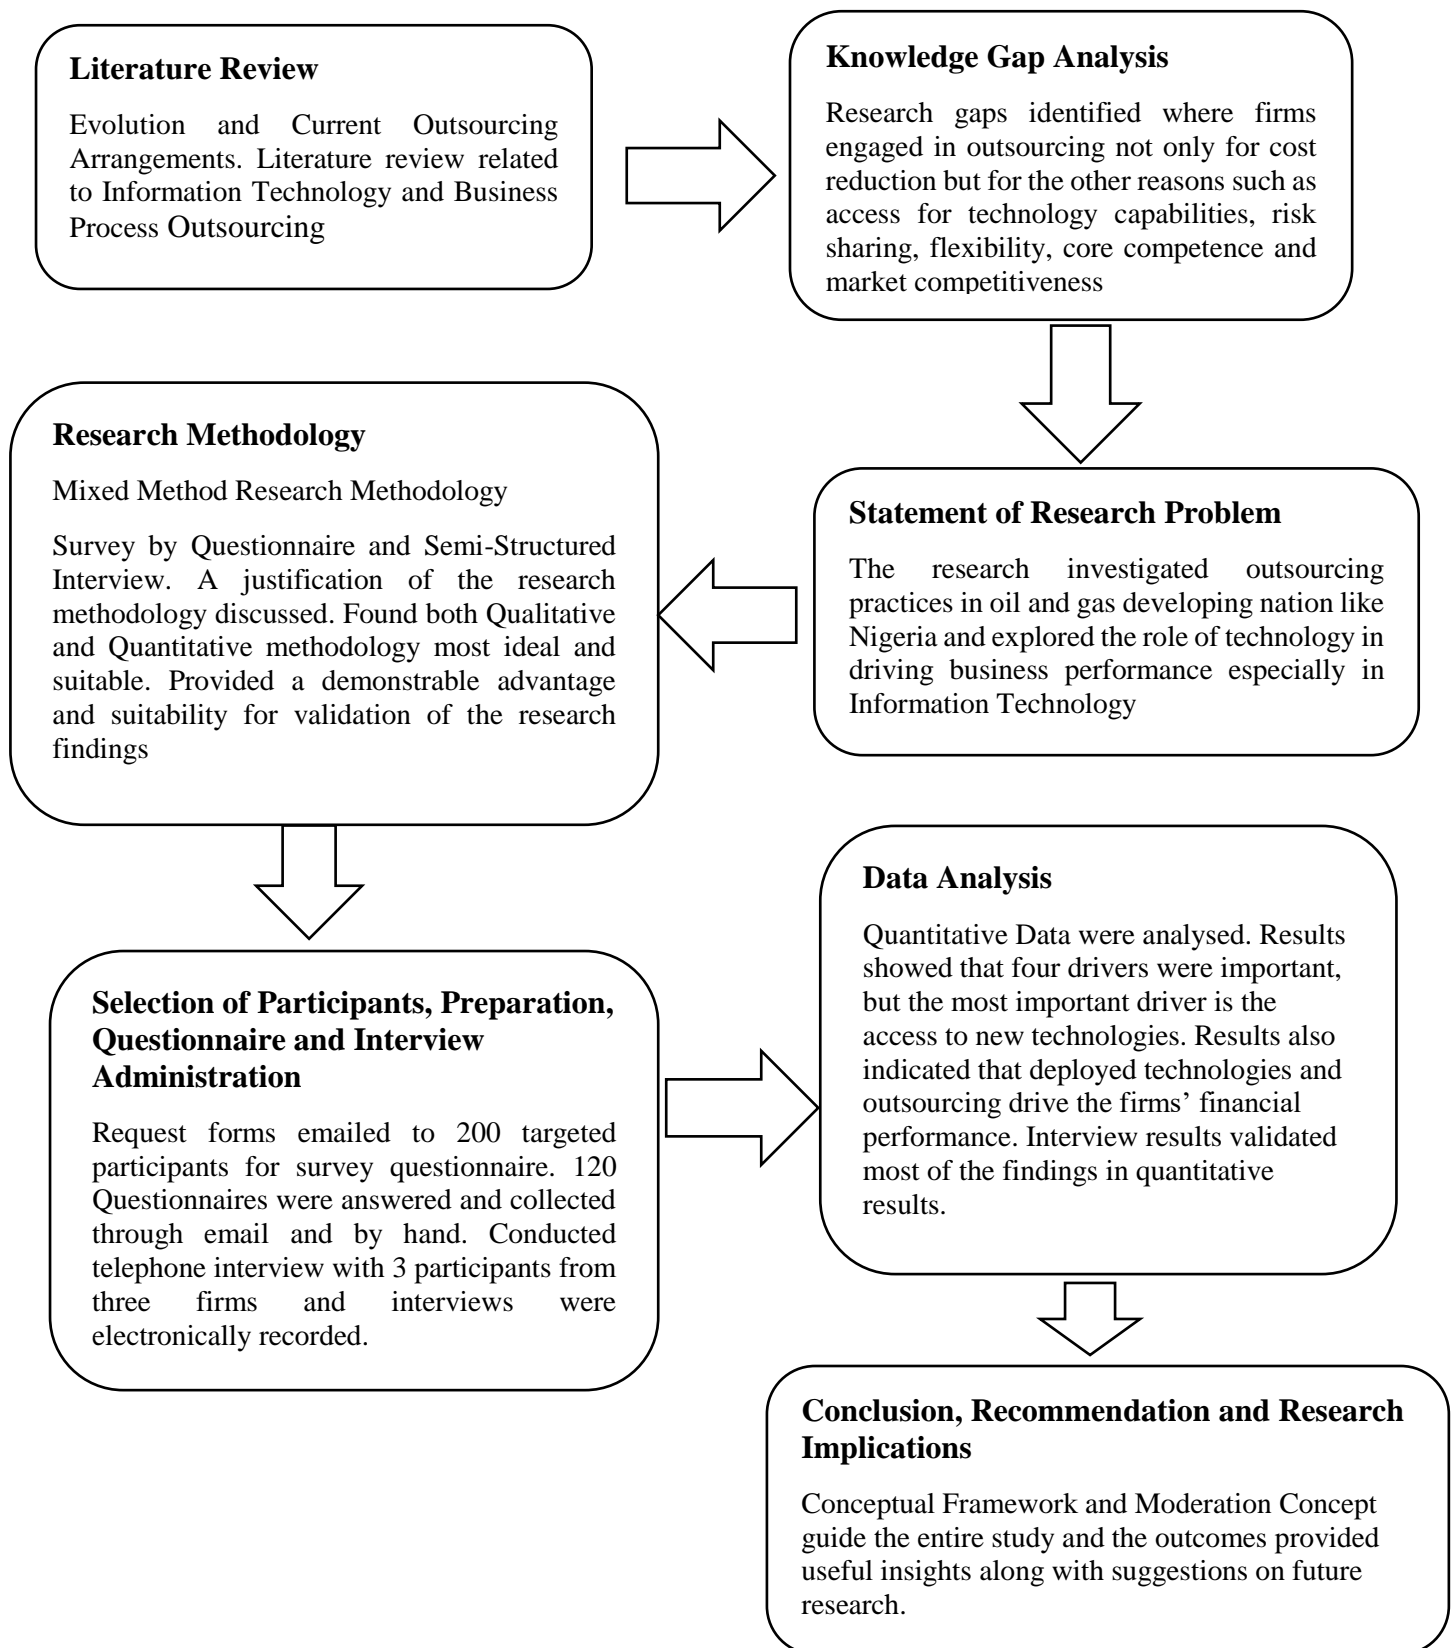 Literature Review
Evolution and Current Outsourcing
Arrangements. Literature review related
to Information Technology and Business
Process Outsourcing
Knowledge Gap Analysis
Research gaps identified where firms
engaged in outsourcing not only for cost
reduction but for the other reasons such as
access for technology capabilities, risk
sharing, flexibility, core competence and
market competitiveness
Statement of Research Problem
The research investigated outsourcing
practices in oil and gas developing nation like
Nigeria and explored the role of technology in
driving business performance especially in
Information Technology
Research Methodology
Mixed Method Research Methodology
Survey by Questionnaire and Semi-Structured
Interview. A justification of the research
methodology discussed. Found both Qualitative
and Quantitative methodology most ideal and
suitable. Provided a demonstrable advantage
and suitability for validation of the research
findings
Selection of Participants, Preparation,
Questionnaire and Interview
Administration
Request forms emailed to 200 targeted
participants for survey questionnaire. 120
Questionnaires were answered and collected
through email and by hand. Conducted
telephone interview with 3 participants from
three firms and interviews were
electronically recorded.
Data Analysis
Quantitative Data were analysed. Results
showed that four drivers were important,
but the most important driver is the
access to new technologies. Results also
indicated that deployed technologies and
outsourcing drive the firms’ financial
performance. Interview results validated
most of the findings in quantitative
results.
Conclusion, Recommendation and Research
Implications
Conceptual Framework and Moderation Concept
guide the entire study and the outcomes provided
useful insights along with suggestions on future
research.